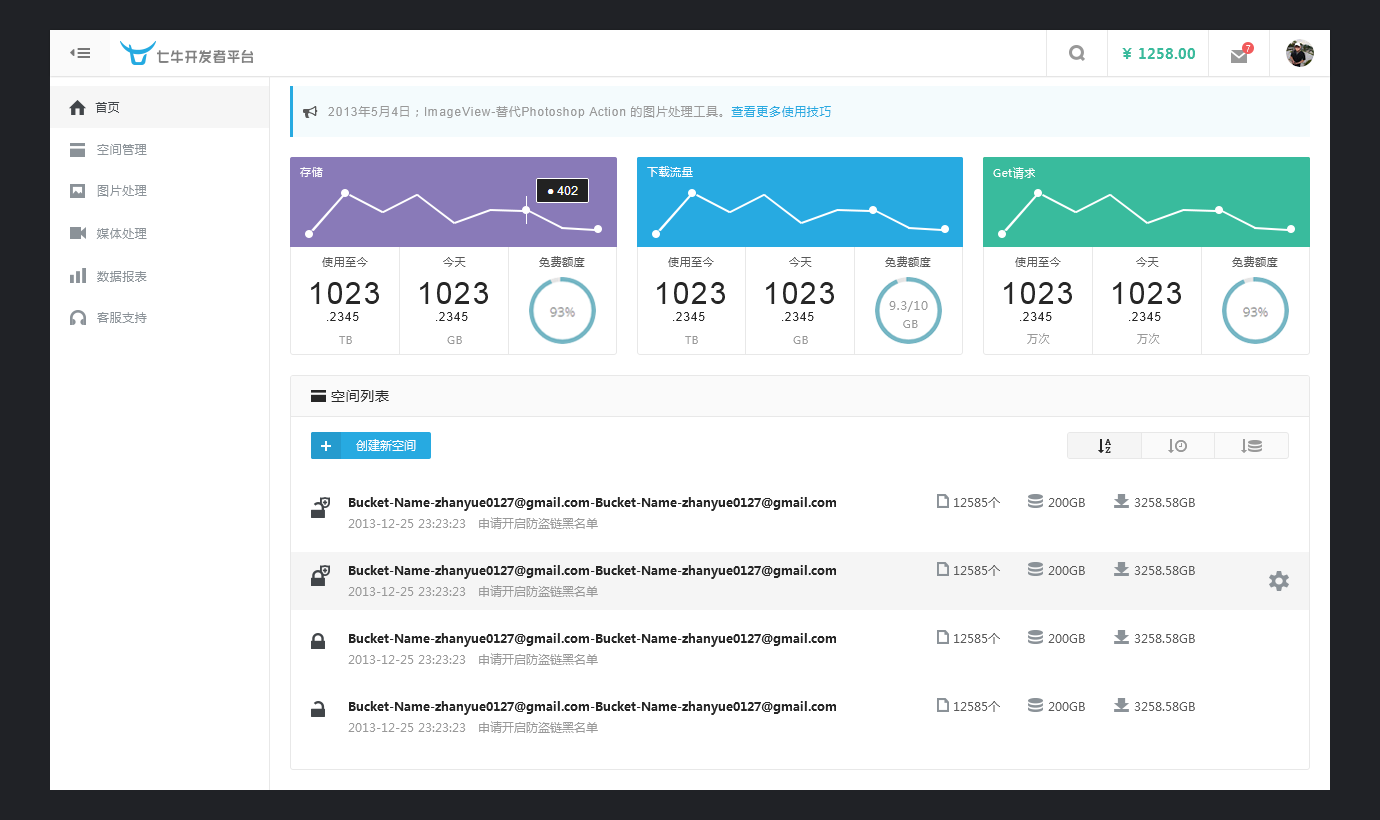 七牛开发者平台
¥ 1258.00
7
首页
空间管理
图片处理
媒体处理
数据报表
客服支持
2013年5月4日；ImageView-替代Photoshop Action 的图片处理工具。查看更多使用技巧
存储
402
使用至今
1023
.2345
TB
今天
1023
.2345
GB
免费额度
93%
下载流量
使用至今
1023
.2345
TB
今天
1023
.2345
GB
免费额度
9.3/10
GB
Get请求
使用至今
1023
.2345
万次
今天
1023
.2345
万次
免费额度
93%
空间列表
+ 创建新空间
A
Z
Bucket-Name-zhanyue0127@gmail.com-Bucket-Name-zhanyue0127@gmail.com 12585个 200GB 3258.58GB
2013-12-25 23:23:23 申请开启防盗链黑名单
Bucket-Name-zhanyue0127@gmail.com-Bucket-Name-zhanyue0127@gmail.com 12585个 200GB 3258.58GB
2013-12-25 23:23:23 申请开启防盗链黑名单
Bucket-Name-zhanyue0127@gmail.com-Bucket-Name-zhanyue0127@gmail.com 12585个 200GB 3258.58GB
2013-12-25 23:23:23 申请开启防盗链黑名单
Bucket-Name-zhanyue0127@gmail.com-Bucket-Name-zhanyue0127@gmail.com 12585个 200GB 3258.58GB
2013-12-25 23:23:23 申请开启防盗链黑名单